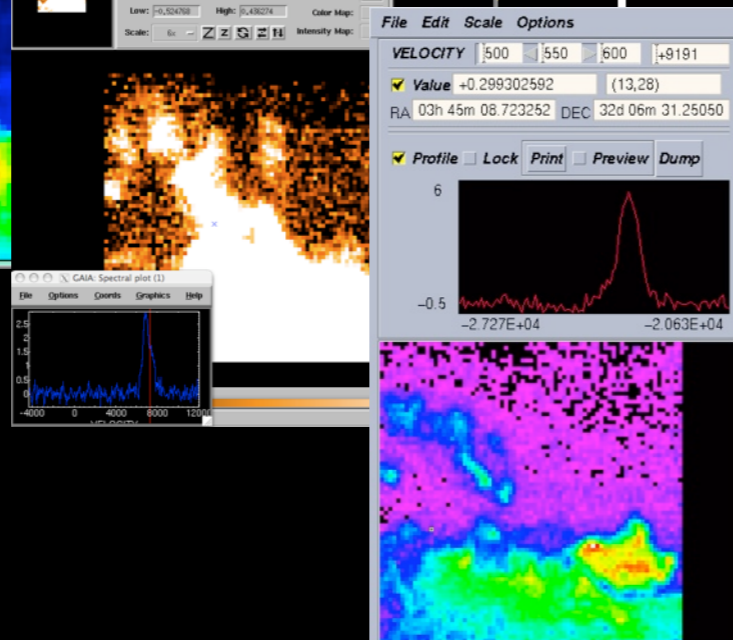 Low: -0.524768 High: 0.436274 Color Map:
Scale: 6x Z z Intensity Map:
File Edit Scale Options
VELOCITY 500 550 600 +9191
Value +0.299302592 (13,28)
RA 03h 45m 08.723252 DEC 32d 06m 31.25050
Profile Lock Print Preview Dump
6
-0.5
-2.727E+04 -2.063E+04
GAIA: Spectral plot (1)
File Options Coords Graphics Help
2.5
2
1.5
1
0.5
0
-4000 0 4000 8000 12000
VELOCITY